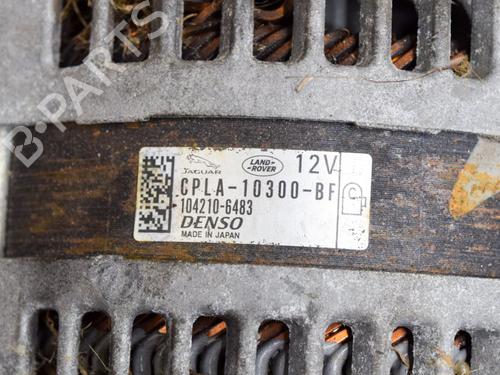 B-PARTS
JAGUAR
LAND ROVER
12V
CPLA-10300-BF
104210-6483
C
DENSO
MADE IN JAPAN